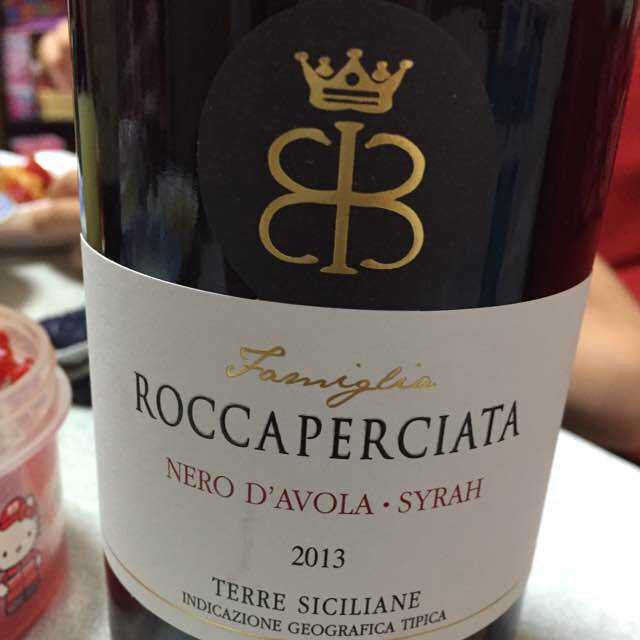 Famiglia
ROCCAPERCIATA
NERO D'AVOLA • SYRAH
2013
TERRE SICILIANE
INDICAZIONE GEOGRAFICA TIPICA